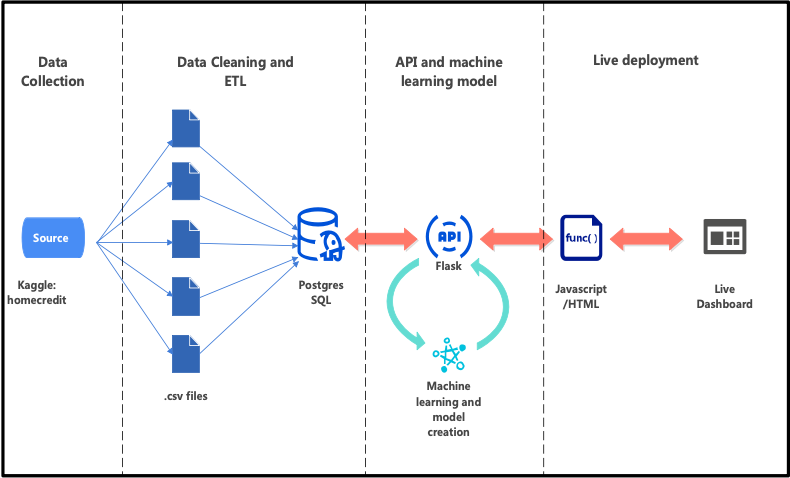 Data
Collection
Data Cleaning and
ETL
API and machine
learning model
Live deployment
Source
Kaggle:
homecredit
.csv files
Postgres
SQL
API
Flask
Machine
learning and
model
creation
func( )
Javascript
/HTML
Live
Dashboard